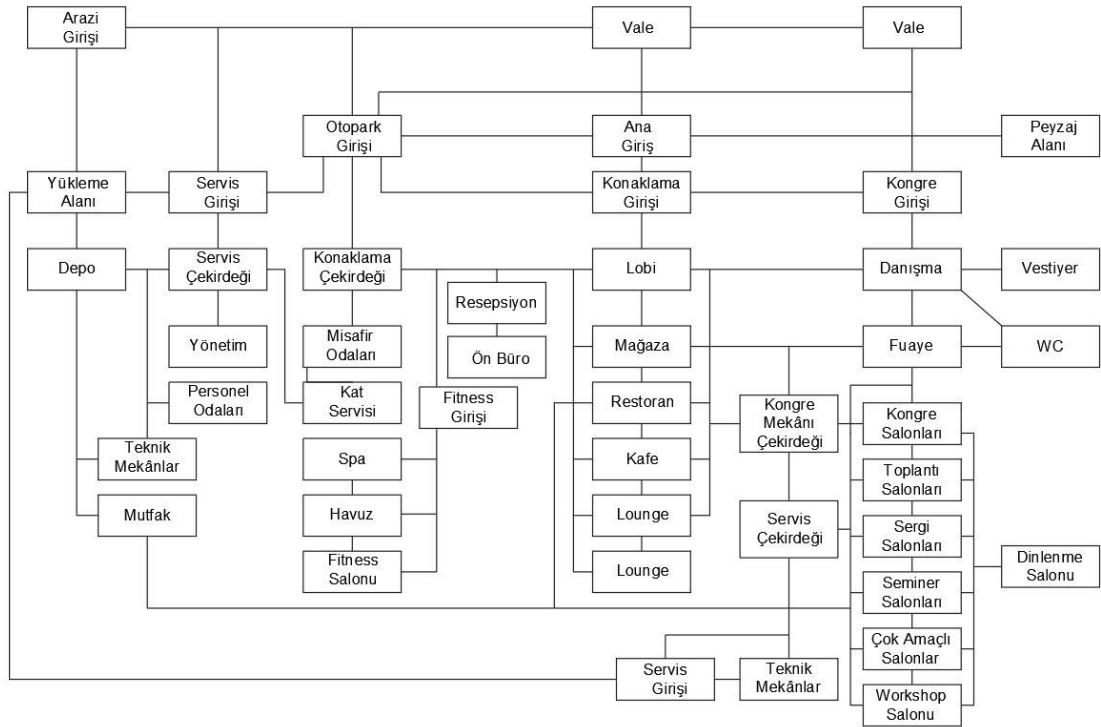 Arazi
Girişi
Vale
Vale
Otopark
Girişi
Ana
Giriş
Peyzaj
Alanı
Yükleme
Alanı
Servis
Girişi
Konaklama
Girişi
Kongre
Girişi
Depo
Servis
Çekirdeği
Konaklama
Çekirdeği
Resepsiyon
Lobi
Danışma
Vestiyer
Yönetim
Misafir
Odaları
Ön Büro
Mağaza
Fuaye
WC
Personel
Odaları
Kat
Servisi
Fitness
Girişi
Restoran
Kongre
Mekânı
Çekirdeği
Kongre
Salonları
Teknik
Mekânlar
Spa
Kafe
Toplantı
Salonları
Mutfak
Havuz
Lounge
Servis
Çekirdeği
Sergi
Salonları
Fitness
Salonu
Lounge
Seminer
Salonları
Dinlenme
Salonu
Çok Amaçlı
Salonlar
Servis
Girişi
Teknik
Mekânlar
Workshop
Salonu